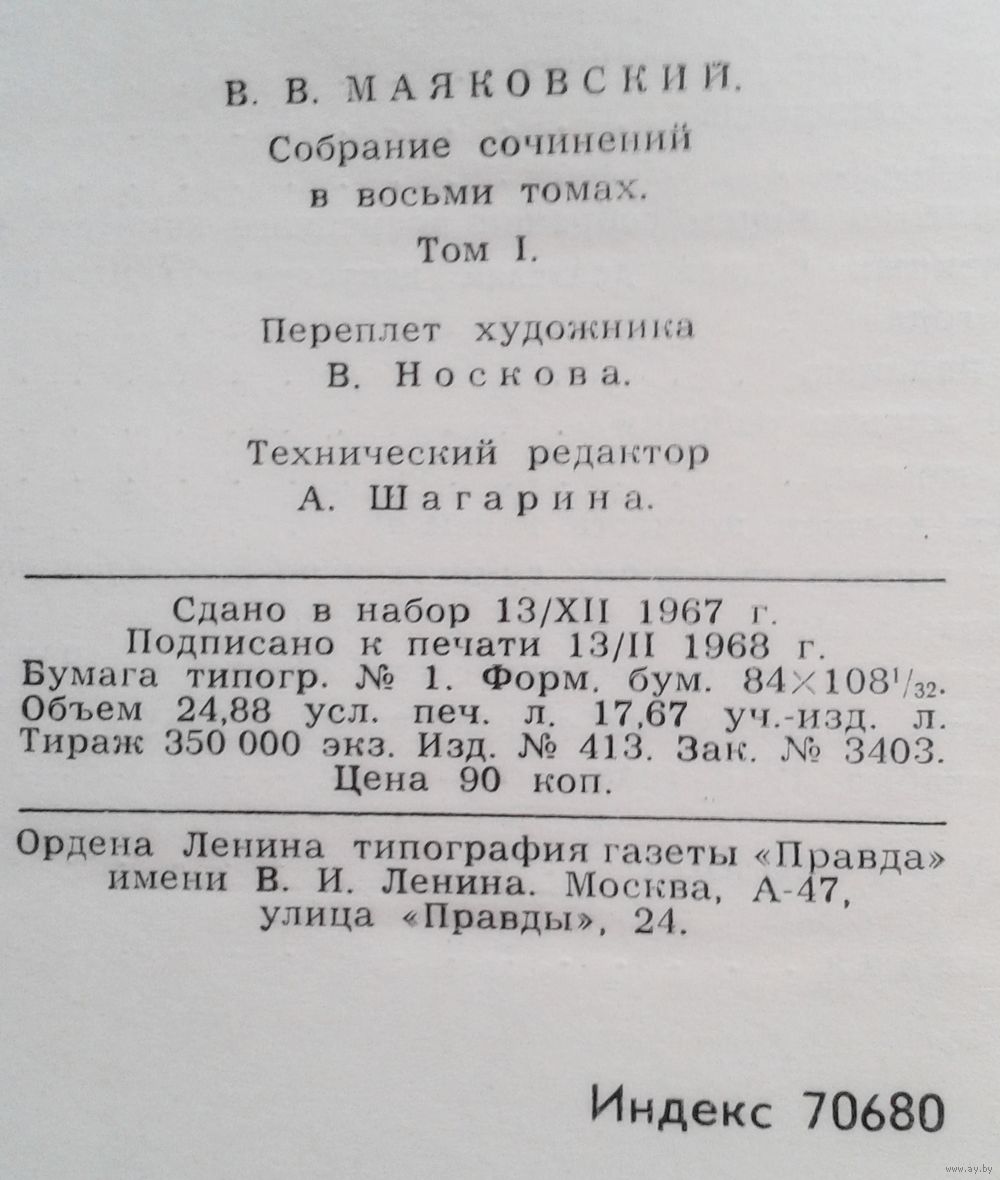 В. В. МАЯКОВСКИЙ.
Собрание сочинений
в восьми томах.
Том I.
Переплет художника
В. Носкова.
Технический редактор
А. Шагарина.
Сдано в набор 13/XII 1967 г.
Подписано к печати 13/II 1968 г.
Бумага типогр. № 1. Форм. бум. 84×108¹/₃₂.
Объем 24,88 усл. печ. л. 17,67 уч.-изд. л.
Тираж 350 000 экз. Изд. № 413. Зак. № 3403.
Цена 90 коп.
Ордена Ленина типография газеты «Правда»
имени В. И. Ленина. Москва, А-47,
улица «Правды», 24.
Индекс 70680
www.ay.by